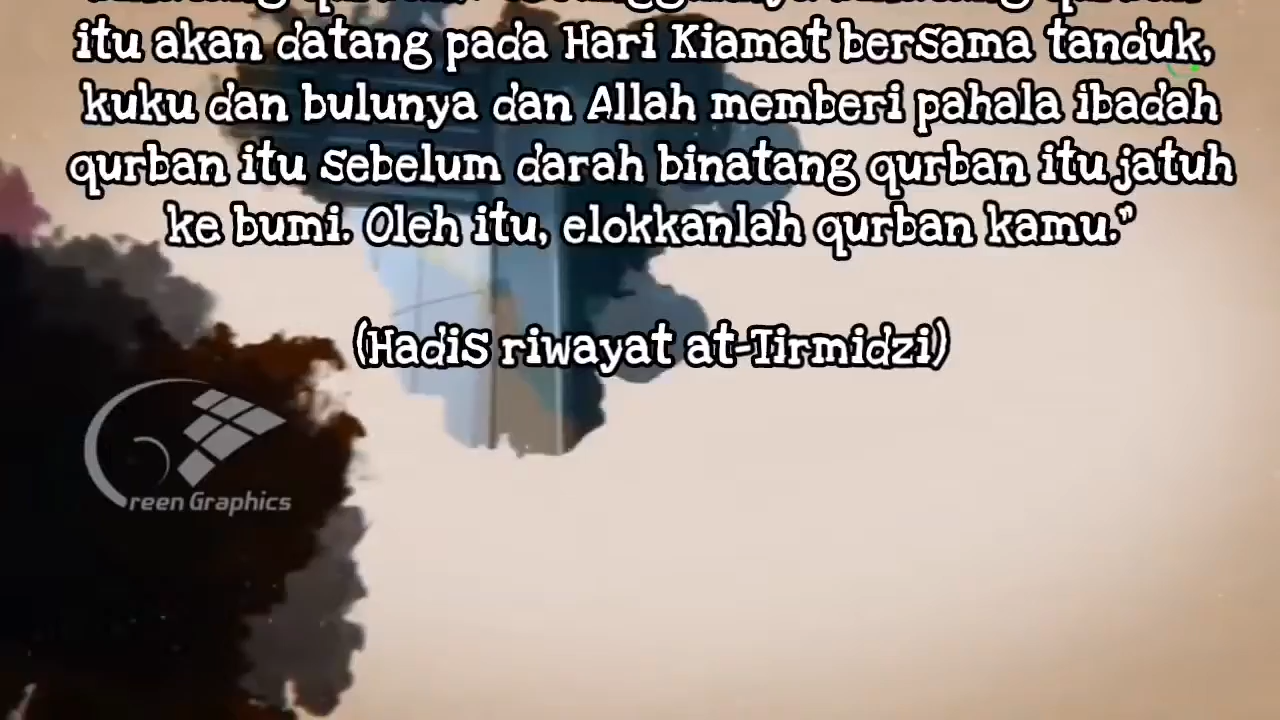 itu akan datang pada Hari Kiamat bersama tanduk,
kuku dan bulunya dan Allah memberi pahala ibadah
qurban itu sebelum darah binatang qurban itu jatuh
ke bumi. Oleh itu, elokkanlah qurban kamu."
(Hadis riwayat at-Tirmidzi)
reen Graphics